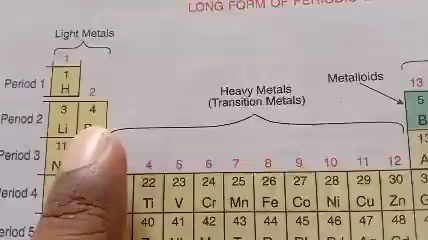 LONG FORM OF PERIODIC
Light Metals
1
Period 1 1 2
H
Heavy Metals
(Transition Metals)
Metalloids
13
Period 2 3 4 5
Li B
Period 3 11 4 5 6 7 8 9 10 11 12 13
Period 4 22 23 24 25 26 27 28 29 30
Ti V Cr Mn Fe Co Ni Cu Zn
Period 5 40 41 42 43 44 45 46 47 48